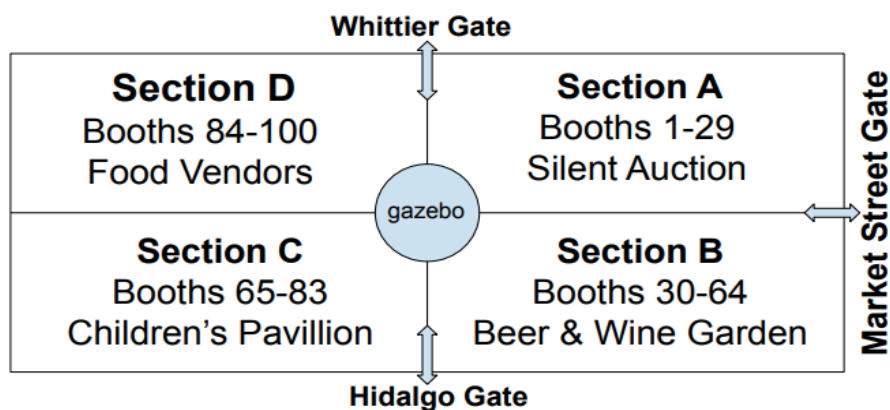 Whittier Gate
Section D
Booths 84-100
Food Vendors
Section A
Booths 1-29
Silent Auction
gazebo
Market Street Gate
Section C
Booths 65-83
Children’s Pavillion
Section B
Booths 30-64
Beer & Wine Garden
Hidalgo Gate